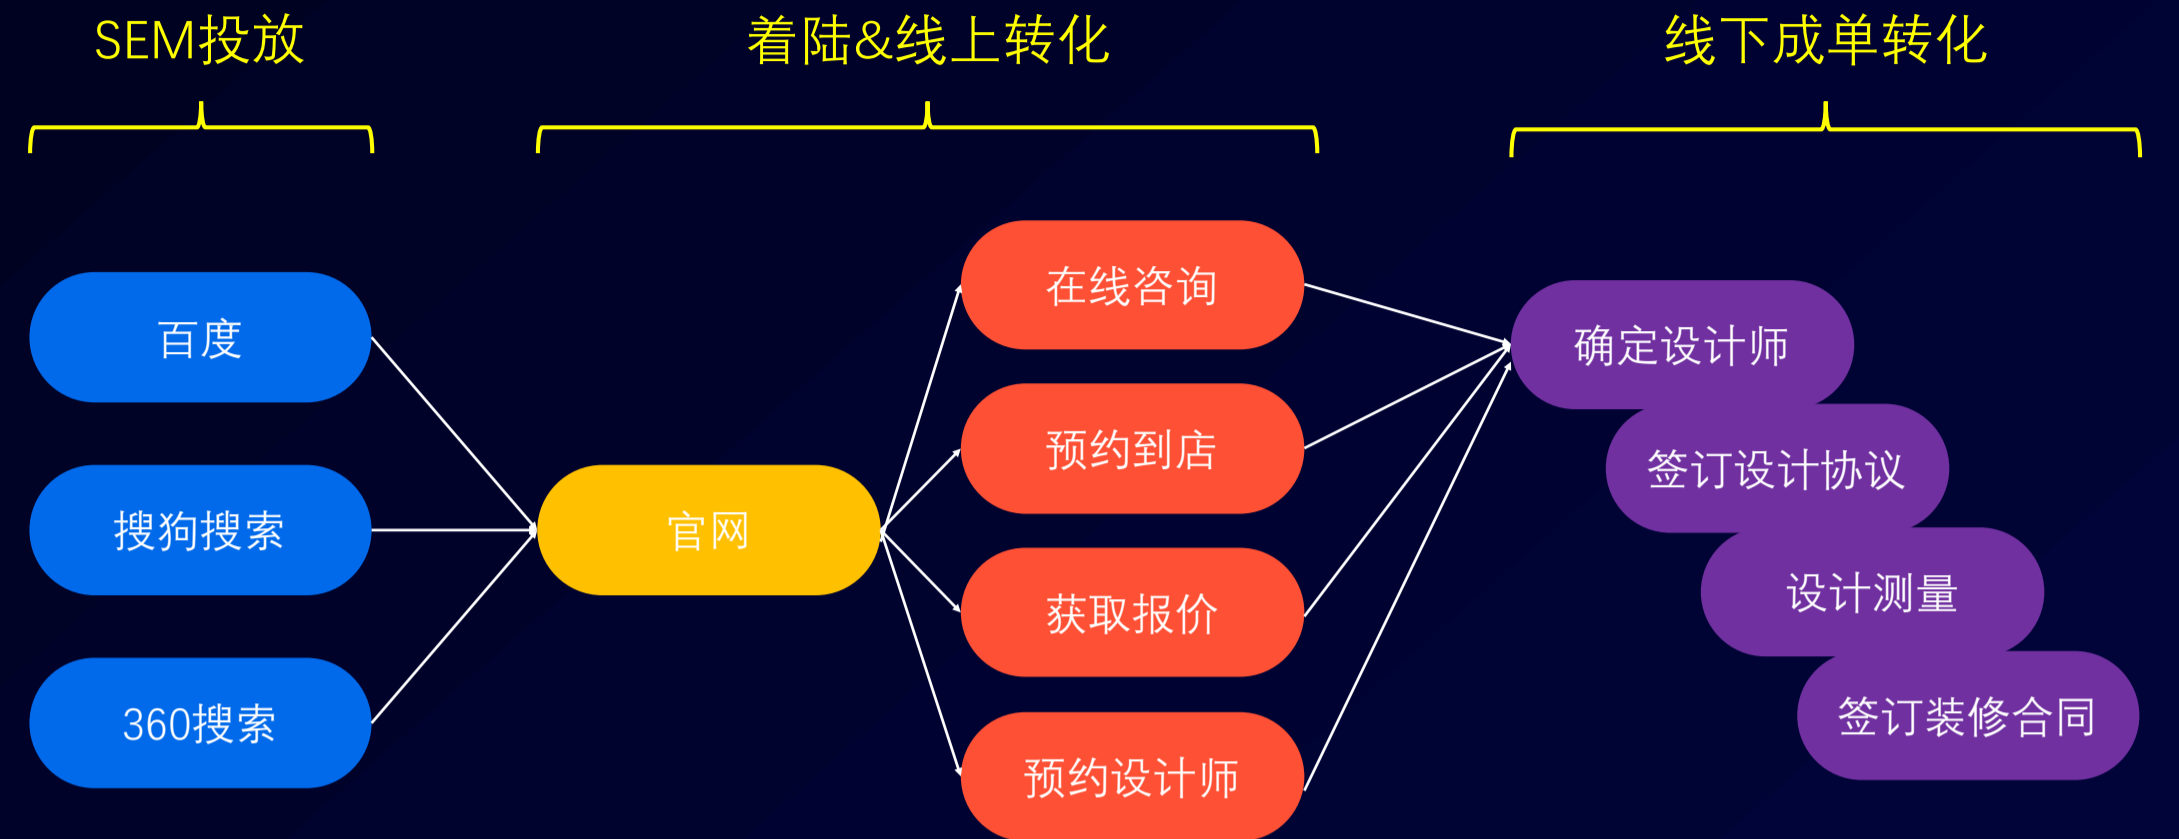 SEM投放
着陆&线上转化
线下成单转化
百度
搜狗搜索
360搜索
官网
在线咨询
预约到店
获取报价
预约设计师
确定设计师
签订设计协议
设计测量
签订装修合同